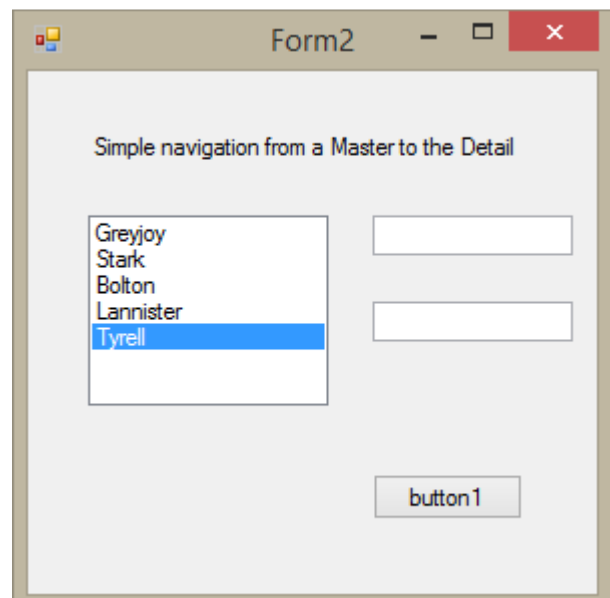 Form2
Simple navigation from a Master to the Detail
Greyjoy
Stark
Bolton
Lannister
Tyrell
button1